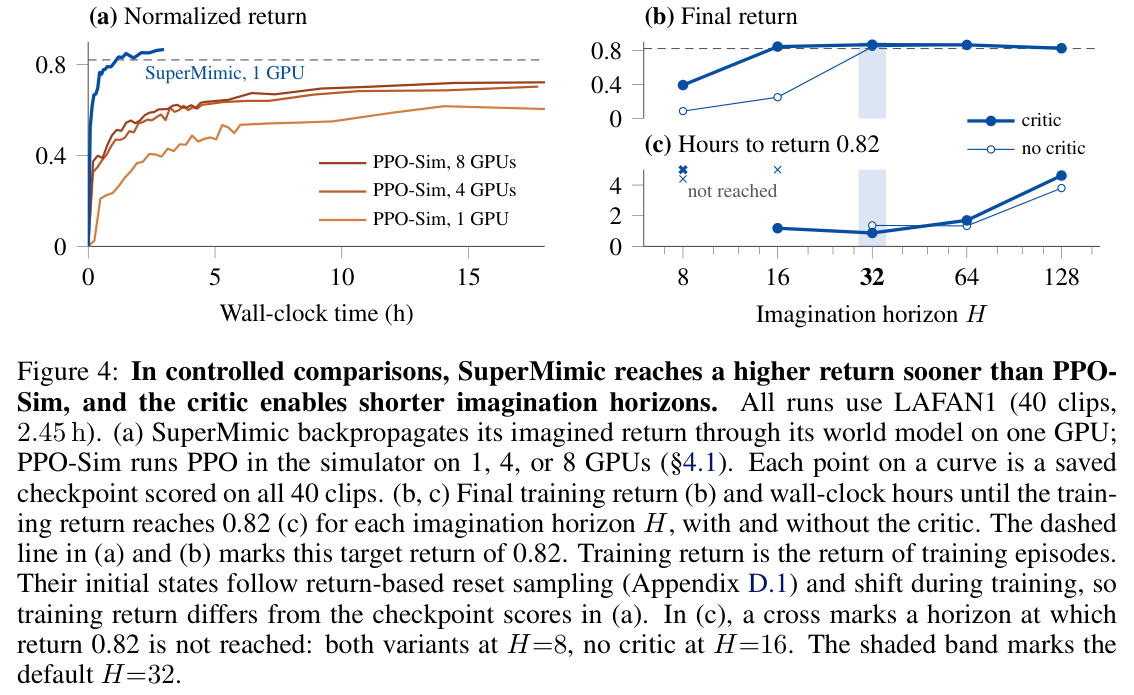 (a) Normalized return
0.8
0.4
0
SuperMimic, 1 GPU
PPO-Sim, 8 GPUs
PPO-Sim, 4 GPUs
PPO-Sim, 1 GPU
0
5
10
15
Wall-clock time (h)
(b) Final return
0.8
0.4
0
critic
no critic
(c) Hours to return 0.82
4
2
0
not reached
8
16
32
64
128
Imagination horizon H
Figure 4: In controlled comparisons, SuperMimic reaches a higher return sooner than PPO-
Sim, and the critic enables shorter imagination horizons. All runs use LAFAN1 (40 clips,
2.45 h). (a) SuperMimic backpropagates its imagined return through its world model on one GPU;
PPO-Sim runs PPO in the simulator on 1, 4, or 8 GPUs (§4.1). Each point on a curve is a saved
checkpoint scored on all 40 clips. (b, c) Final training return (b) and wall-clock hours until the train-
ing return reaches 0.82 (c) for each imagination horizon H, with and without the critic. The dashed
line in (a) and (b) marks this target return of 0.82. Training return is the return of training episodes.
Their initial states follow return-based reset sampling (Appendix D.1) and shift during training, so
training return differs from the checkpoint scores in (a). In (c), a cross marks a horizon at which
return 0.82 is not reached: both variants at H=8, no critic at H=16. The shaded band marks the
default H=32.